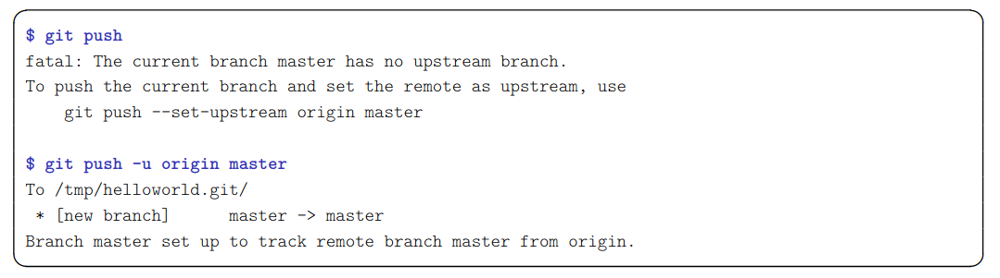 $ git push
fatal: The current branch master has no upstream branch.
To push the current branch and set the remote as upstream, use
    git push --set-upstream origin master

$ git push -u origin master
To /tmp/helloworld.git/
 * [new branch]      master -> master
Branch master set up to track remote branch master from origin.